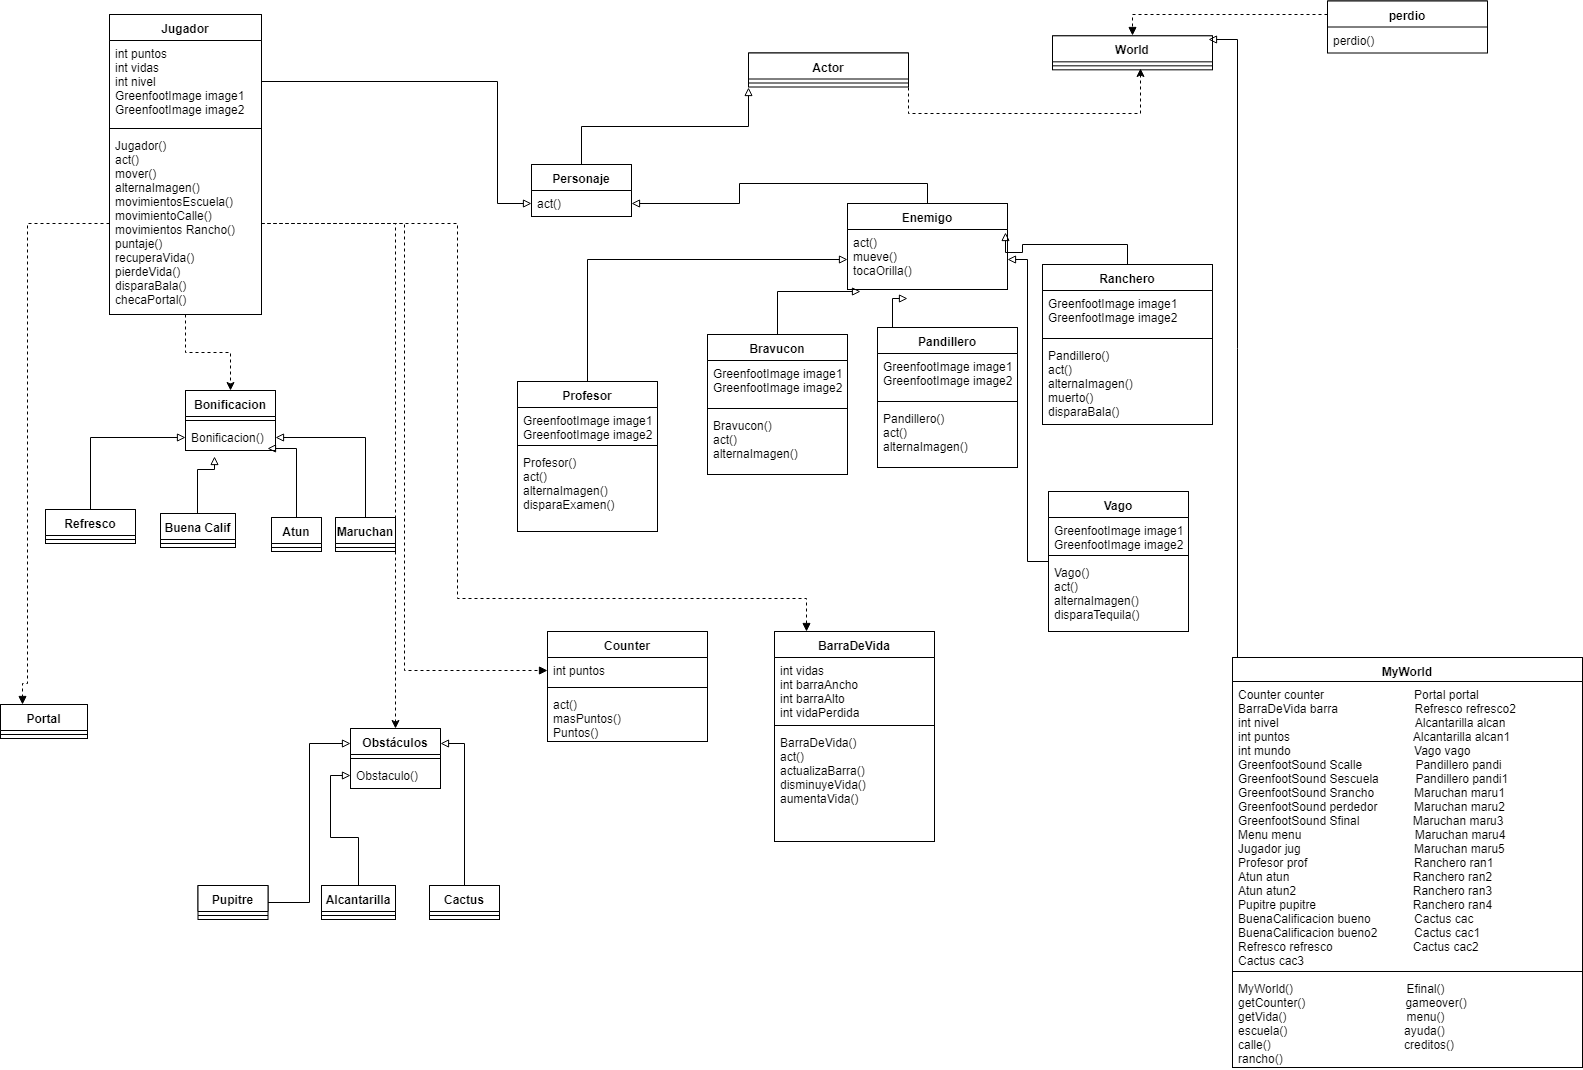 Jugador
int puntos
int vidas
int nivel
GreenfootImage image1
GreenfootImage image2
Jugador()
act()
mover()
alternaImagen()
movimientosEscuela()
movimientoCalle()
movimientos Rancho()
puntaje()
recuperaVida()
pierdeVida()
disparaBala()
checaPortal()
Actor
World
perdio
perdio()
Personaje
act()
Enemigo
act()
mueve()
tocaOrilla()
Ranchero
GreenfootImage image1
GreenfootImage image2
Pandillero()
act()
alternaImagen()
muerto()
disparaBala()
Bravucon
GreenfootImage image1
GreenfootImage image2
Bravucon()
act()
alternaImagen()
Pandillero
GreenfootImage image1
GreenfootImage image2
Pandillero()
act()
alternaImagen()
Profesor
GreenfootImage image1
GreenfootImage image2
Profesor()
act()
alternaImagen()
disparaExamen()
Bonificacion
Bonificacion()
Refresco
Buena Calif
Atun
Maruchan
Vago
GreenfootImage image1
GreenfootImage image2
Vago()
act()
alternaImagen()
disparaTequila()
Counter
int puntos
act()
masPuntos()
Puntos()
BarraDeVida
int vidas
int barraAncho
int barraAlto
int vidaPerdida
BarraDeVida()
act()
actualizaBarra()
disminuyeVida()
aumentaVida()
Portal
Obstáculos
Obstaculo()
Pupitre
Alcantarilla
Cactus
MyWorld
Counter counter Portal portal
BarraDeVida barra Refresco refresco2
int nivel Alcantarilla alcan
int puntos Alcantarilla alcan1
int mundo Vago vago
GreenfootSound Scalle Pandillero pandi
GreenfootSound Sescuela Pandillero pandi1
GreenfootSound Srancho Maruchan maru1
GreenfootSound perdedor Maruchan maru2
GreenfootSound Sfinal Maruchan maru3
Menu menu Maruchan maru4
Jugador jug Maruchan maru5
Profesor prof Ranchero ran1
Atun atun Ranchero ran2
Atun atun2 Ranchero ran3
Pupitre pupitre Ranchero ran4
BuenaCalificacion bueno Cactus cac
BuenaCalificacion bueno2 Cactus cac1
Refresco refresco Cactus cac2
Cactus cac3
MyWorld() Efinal()
getCounter() gameover()
getVida() menu()
escuela() ayuda()
calle() creditos()
rancho()